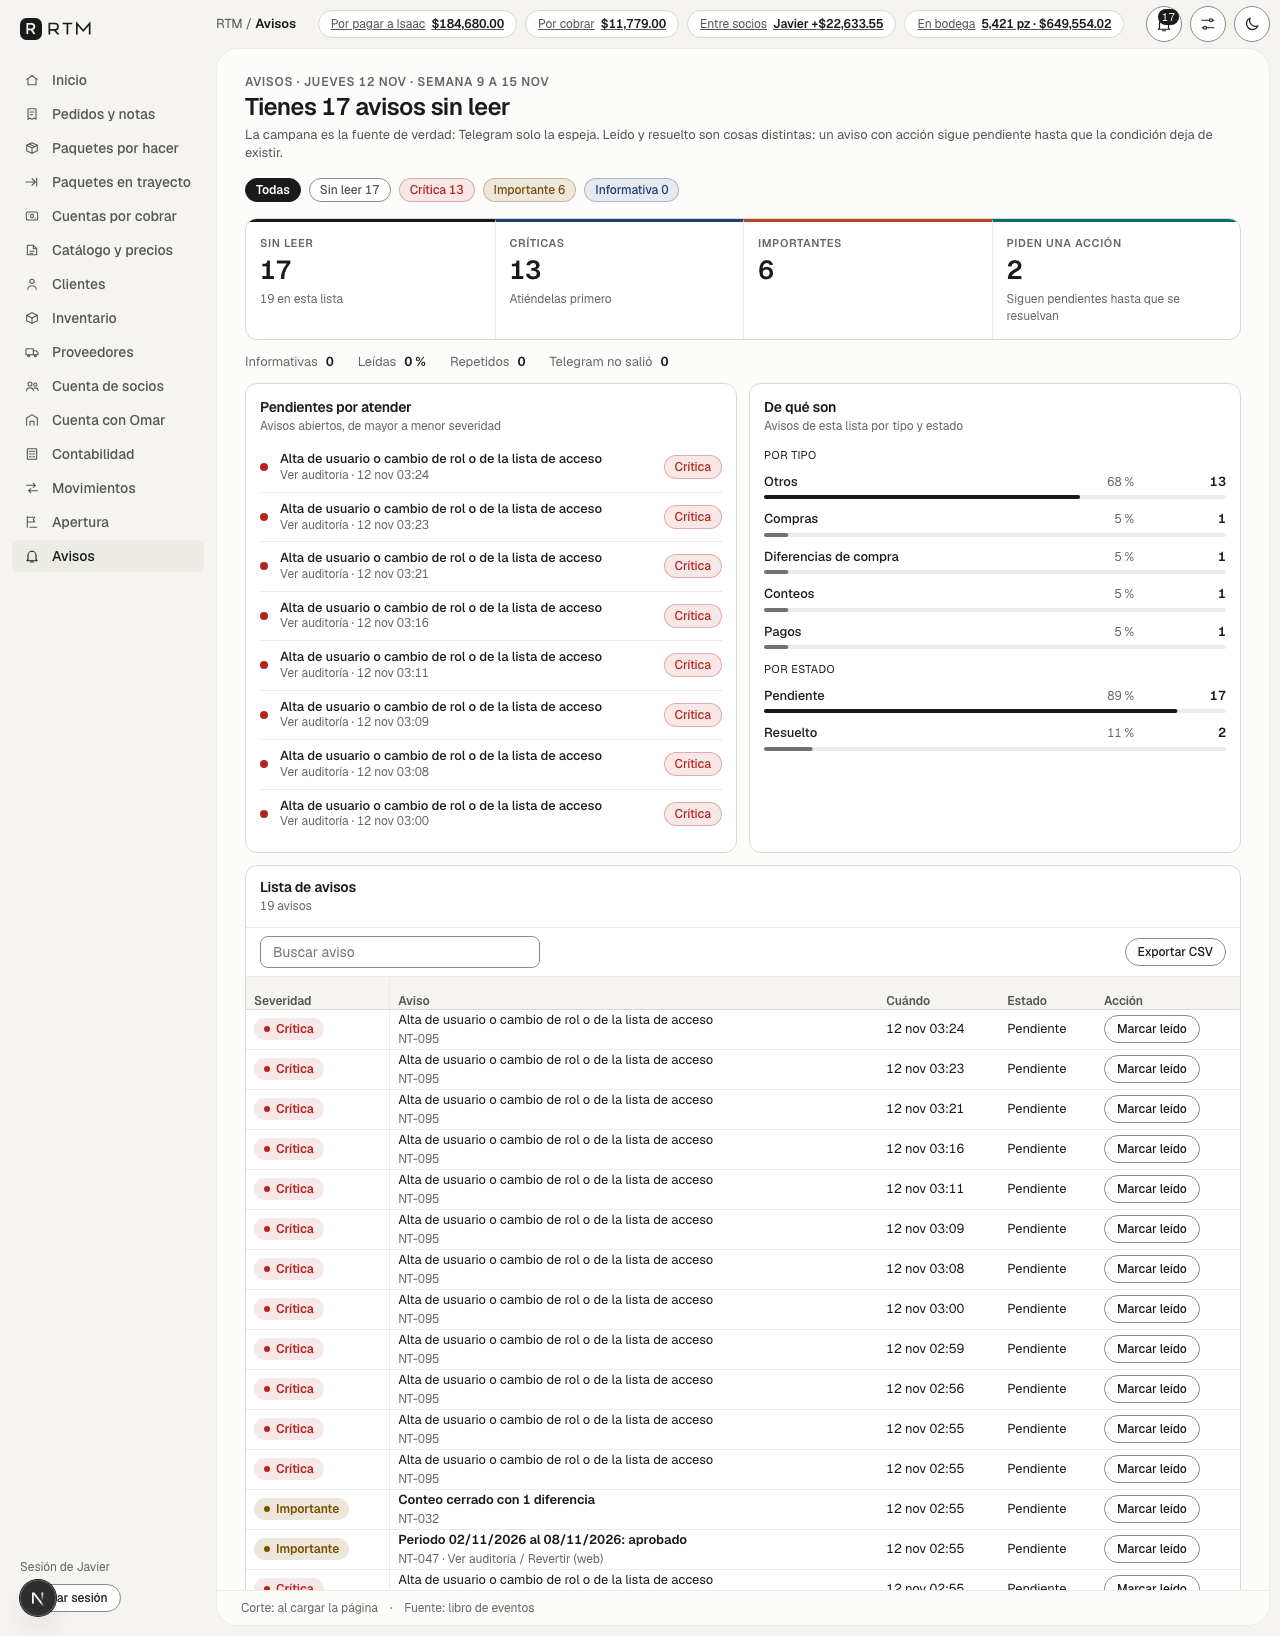 R RTM
RTM / Avisos
Por pagar a Isaac $184,680.00
Por cobrar $11,779.00
Entre socios Javier +$22,633.55
En bodega 5,421 pz · $649,554.02
17
Inicio
Pedidos y notas
Paquetes por hacer
Paquetes en trayecto
Cuentas por cobrar
Catálogo y precios
Clientes
Inventario
Proveedores
Cuenta de socios
Cuenta con Omar
Contabilidad
Movimientos
Apertura
Avisos
Sesión de Javier
N
ar sesión
AVISOS · JUEVES 12 NOV · SEMANA 9 A 15 NOV
Tienes 17 avisos sin leer
La campana es la fuente de verdad: Telegram solo la espeja. Leído y resuelto son cosas distintas: un aviso con acción sigue pendiente hasta que la condición deja de
existir.
Todas
Sin leer 17
Crítica 13
Importante 6
Informativa 0
SIN LEER
17
19 en esta lista
CRÍTICAS
13
Atiéndelas primero
IMPORTANTES
6
PIDEN UNA ACCIÓN
2
Siguen pendientes hasta que se
resuelvan
Informativas 0
Leídas 0 %
Repetidos 0
Telegram no salió 0
Pendientes por atender
Avisos abiertos, de mayor a menor severidad
Alta de usuario o cambio de rol o de la lista de acceso
Ver auditoría · 12 nov 03:24
Crítica
Alta de usuario o cambio de rol o de la lista de acceso
Ver auditoría · 12 nov 03:23
Crítica
Alta de usuario o cambio de rol o de la lista de acceso
Ver auditoría · 12 nov 03:21
Crítica
Alta de usuario o cambio de rol o de la lista de acceso
Ver auditoría · 12 nov 03:16
Crítica
Alta de usuario o cambio de rol o de la lista de acceso
Ver auditoría · 12 nov 03:11
Crítica
Alta de usuario o cambio de rol o de la lista de acceso
Ver auditoría · 12 nov 03:09
Crítica
Alta de usuario o cambio de rol o de la lista de acceso
Ver auditoría · 12 nov 03:08
Crítica
Alta de usuario o cambio de rol o de la lista de acceso
Ver auditoría · 12 nov 03:00
Crítica
De qué son
Avisos de esta lista por tipo y estado
POR TIPO
Otros 68 % 13
Compras 5 % 1
Diferencias de compra 5 % 1
Conteos 5 % 1
Pagos 5 % 1
POR ESTADO
Pendiente 89 % 17
Resuelto 11 % 2
Lista de avisos
19 avisos
Buscar aviso
Exportar CSV
Severidad Aviso Cuándo Estado Acción
Alta de usuario o cambio de rol o de la lista de acceso
Crítica 12 nov 03:24 Pendiente Marcar leído
NT-095
Alta de usuario o cambio de rol o de la lista de acceso
Crítica 12 nov 03:23 Pendiente Marcar leído
NT-095
Alta de usuario o cambio de rol o de la lista de acceso
Crítica 12 nov 03:21 Pendiente Marcar leído
NT-095
Alta de usuario o cambio de rol o de la lista de acceso
Crítica 12 nov 03:16 Pendiente Marcar leído
NT-095
Alta de usuario o cambio de rol o de la lista de acceso
Crítica 12 nov 03:11 Pendiente Marcar leído
NT-095
Alta de usuario o cambio de rol o de la lista de acceso
Crítica 12 nov 03:09 Pendiente Marcar leído
NT-095
Alta de usuario o cambio de rol o de la lista de acceso
Crítica 12 nov 03:08 Pendiente Marcar leído
NT-095
Alta de usuario o cambio de rol o de la lista de acceso
Crítica 12 nov 03:00 Pendiente Marcar leído
NT-095
Alta de usuario o cambio de rol o de la lista de acceso
Crítica 12 nov 02:59 Pendiente Marcar leído
NT-095
Alta de usuario o cambio de rol o de la lista de acceso
Crítica 12 nov 02:56 Pendiente Marcar leído
NT-095
Alta de usuario o cambio de rol o de la lista de acceso
Crítica 12 nov 02:55 Pendiente Marcar leído
NT-095
Alta de usuario o cambio de rol o de la lista de acceso
Crítica 12 nov 02:55 Pendiente Marcar leído
NT-095
Conteo cerrado con 1 diferencia
Importante 12 nov 02:55 Pendiente Marcar leído
NT-032
Periodo 02/11/2026 al 08/11/2026: aprobado
Importante 12 nov 02:55 Pendiente Marcar leído
NT-047 · Ver auditoría / Revertir (web)
Alta de usuario o cambio de rol o de la lista de acceso
Crítica 12 nov 02:55 Pendiente Marcar leído
Corte: al cargar la página · Fuente: libro de eventos